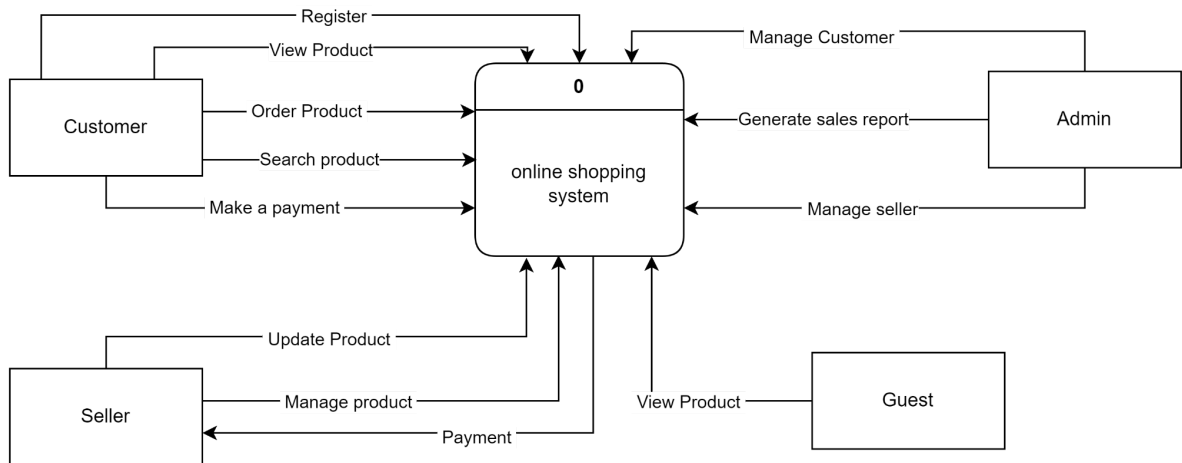 Register
View Product
Manage Customer
0
Order Product
Customer
Generate sales report
Admin
Search product
online shopping
system
Make a payment
Manage seller
Update Product
Manage product
View Product
Guest
Seller
Payment